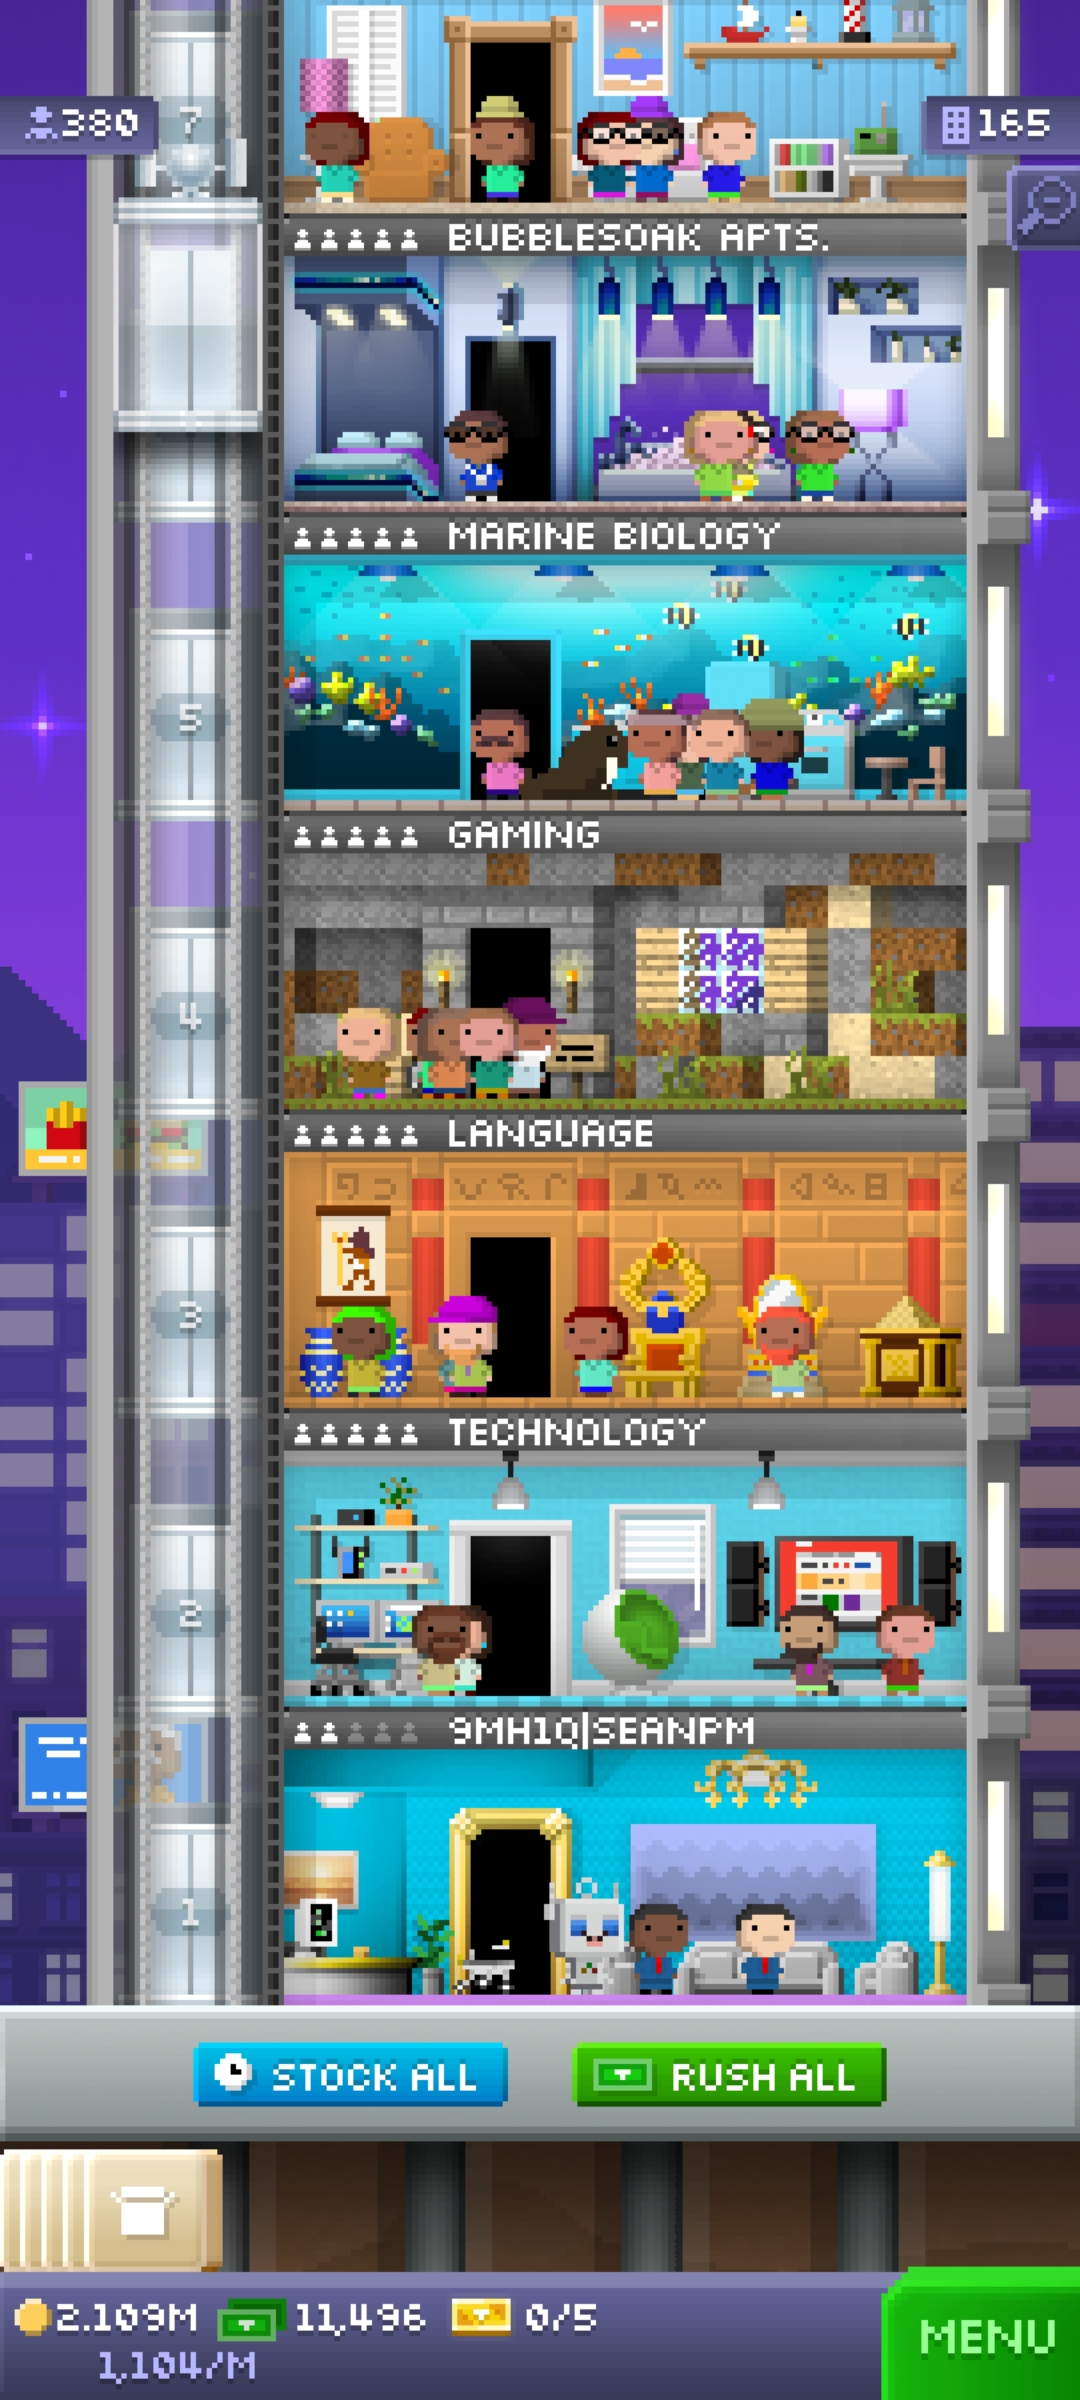 380
7
165
BUBBLESOAK APTS.
MARINE BIOLOGY
5
GAMING
4
LANGUAGE
3
TECHNOLOGY
2
9MH1Q|SEANPM
1
STOCK ALL
RUSH ALL
2.109M
11,496
0/5
1,104/M
MENU